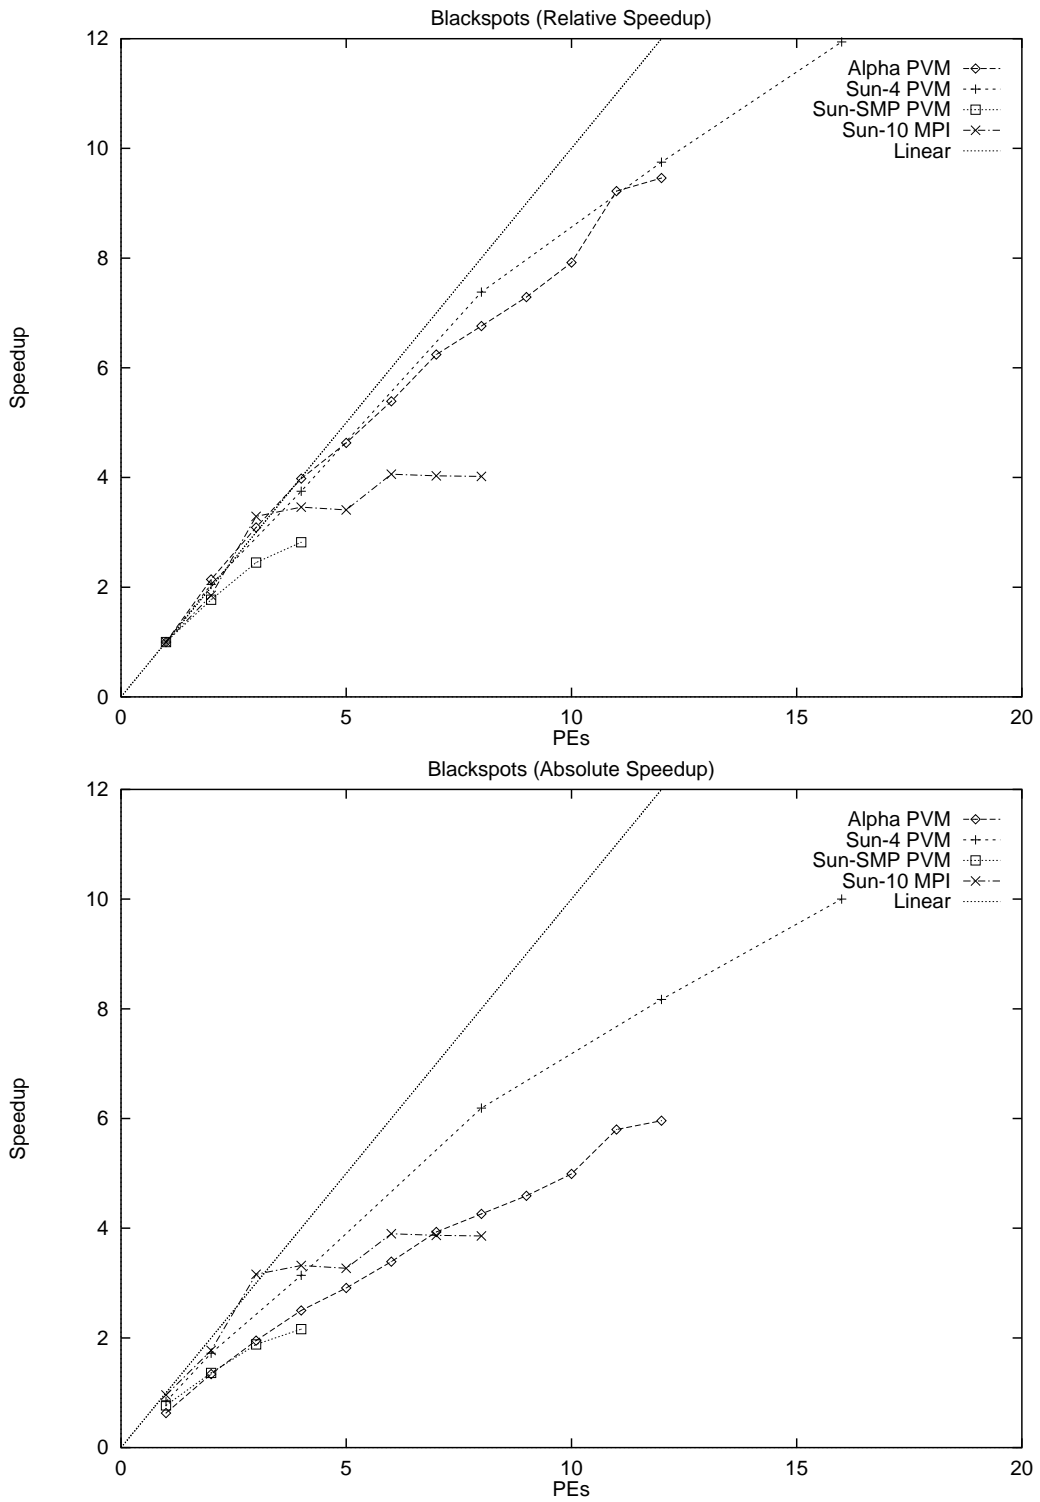 Blackspots (Relative Speedup)
12
10
8
6
4
2
0
Speedup
Alpha PVM
Sun-4 PVM
Sun-SMP PVM
Sun-10 MPI
Linear
0 5 10 15 20
PEs
Blackspots (Absolute Speedup)
12
10
8
6
4
2
0
Speedup
Alpha PVM
Sun-4 PVM
Sun-SMP PVM
Sun-10 MPI
Linear
0 5 10 15 20
PEs